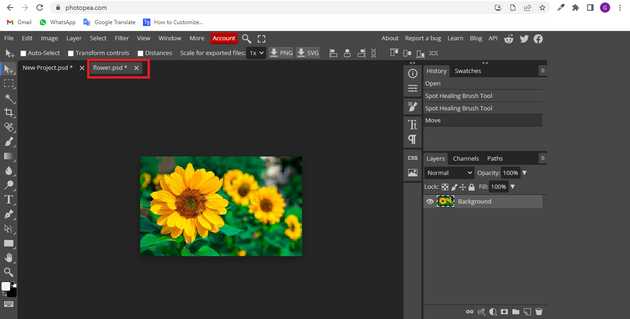 photopea.com
Gmail WhatsApp Google Translate How to Customize...
File Edit Image Layer Select Filter View Window More Account About Report a bug Learn Blog API
Auto-Select Transform controls Distances Scale for exported files: 1x PNG SVG
New Project.psd * flower.psd *
History Swatches
Open
Spot Healing Brush Tool
Spot Healing Brush Tool
Move
CSS
Layers Channels Paths
Normal Opacity: 100%
Lock: Fill: 100%
Background